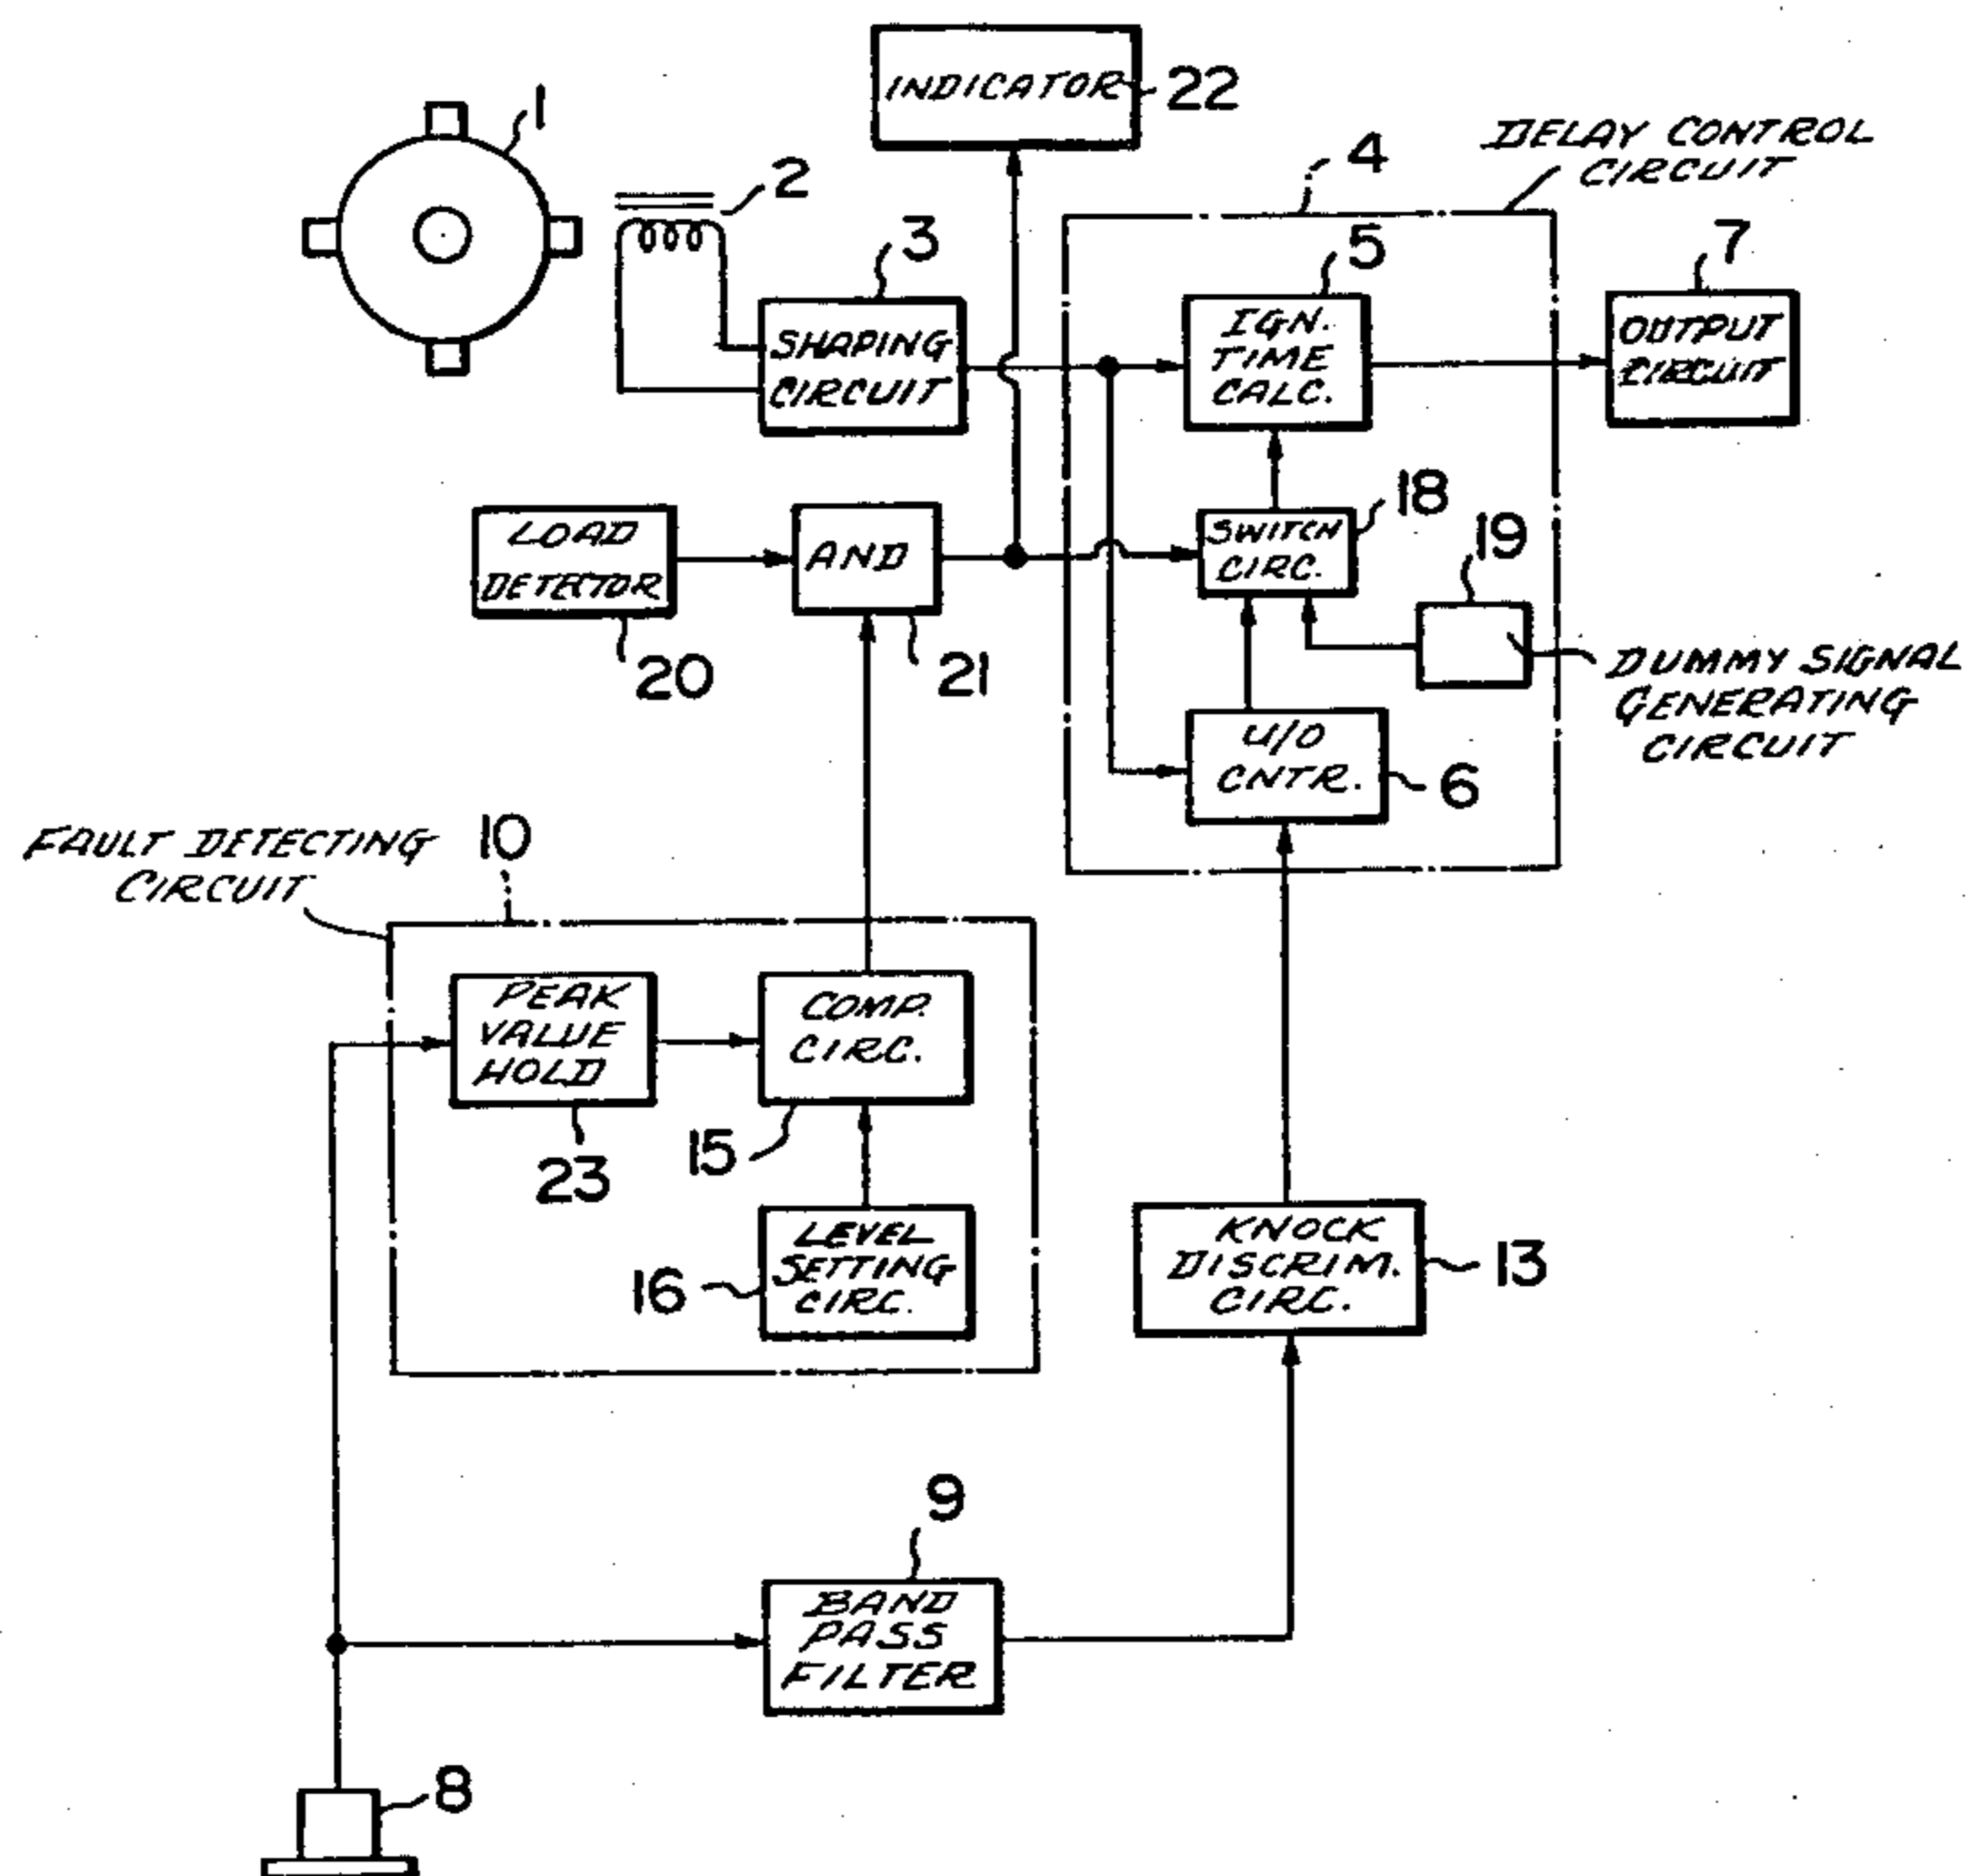 INDICATOR
22
1
2
DELAY CONTROL
CIRCUIT
4
3
5
7
SHAPING
CIRCUIT
IGN.
TIME
CALC.
OUTPUT
CIRCUIT
LOAD
DETECTOR
20
AND
21
SWITCH
CIRC.
18
19
DUMMY SIGNAL
GENERATING
CIRCUIT
U/D
CNTR.
6
FAULT DETECTING
CIRCUIT
10
PEAK
VALUE
HOLD
23
COMP.
CIRC.
15
LEVEL
SETTING
CIRC.
16
KNOCK
DISCRIM.
CIRC.
13
9
BAND
PASS
FILTER
8